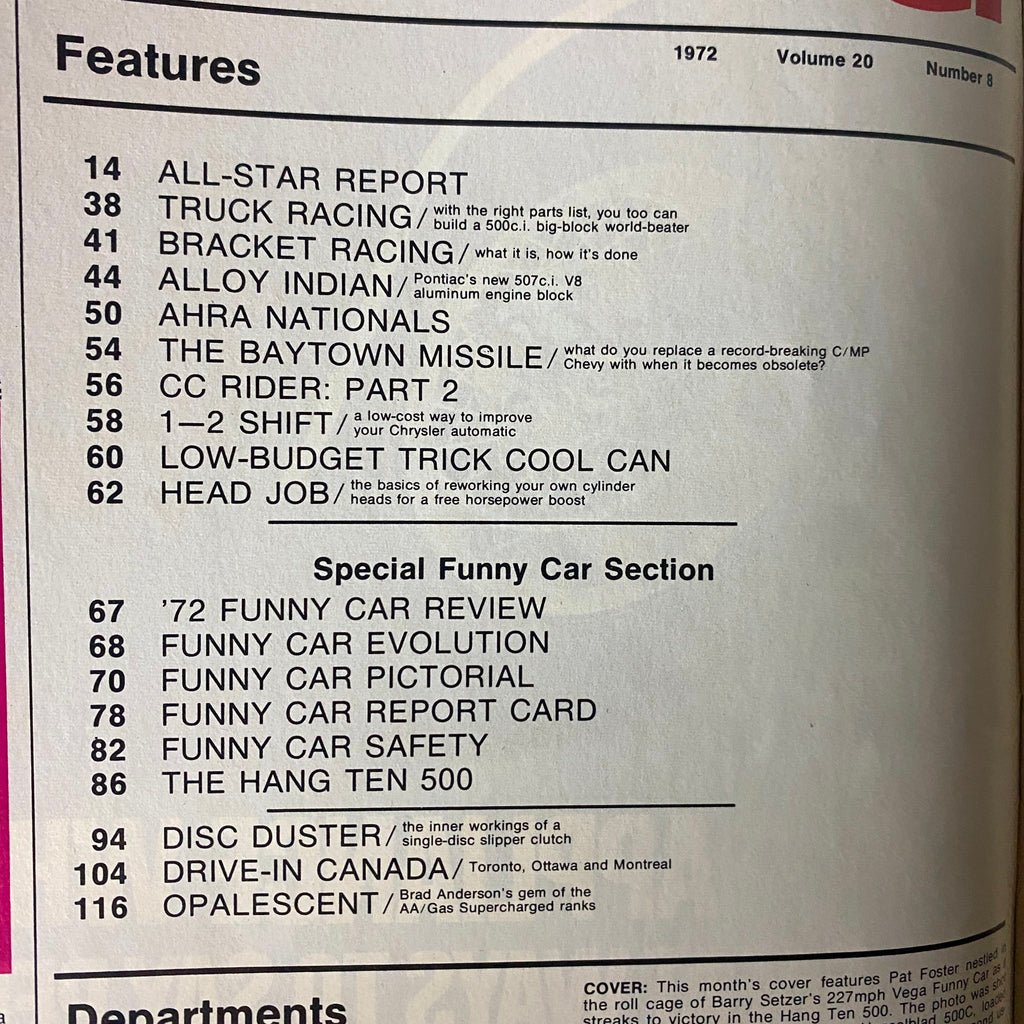 Features
1972 Volume 20 Number 8
14 ALL-STAR REPORT
38 TRUCK RACING / with the right parts list, you too can
build a 500c.i. big-block world-beater
41 BRACKET RACING / what it is, how it's done
44 ALLOY INDIAN / Pontiac's new 507c.i. V8
aluminum engine block
50 AHRA NATIONALS
54 THE BAYTOWN MISSILE / what do you replace a record-breaking C/MP
Chevy with when it becomes obsolete?
56 CC RIDER: PART 2
58 1—2 SHIFT / a low-cost way to improve
your Chrysler automatic
60 LOW-BUDGET TRICK COOL CAN
62 HEAD JOB / the basics of reworking your own cylinder
heads for a free horsepower boost
Special Funny Car Section
67 '72 FUNNY CAR REVIEW
68 FUNNY CAR EVOLUTION
70 FUNNY CAR PICTORIAL
78 FUNNY CAR REPORT CARD
82 FUNNY CAR SAFETY
86 THE HANG TEN 500
94 DISC DUSTER / the inner workings of a
single-disc slipper clutch
104 DRIVE-IN CANADA / Toronto, Ottawa and Montreal
116 OPALESCENT / Brad Anderson's gem of the
AA/Gas Supercharged ranks
Departments
COVER: This month's cover features Pat Foster nestled in
the roll cage of Barry Setzer's 227mph Vega Funny Car as
streaks to victory in the Hang Ten 500. The photo was shot
500C,